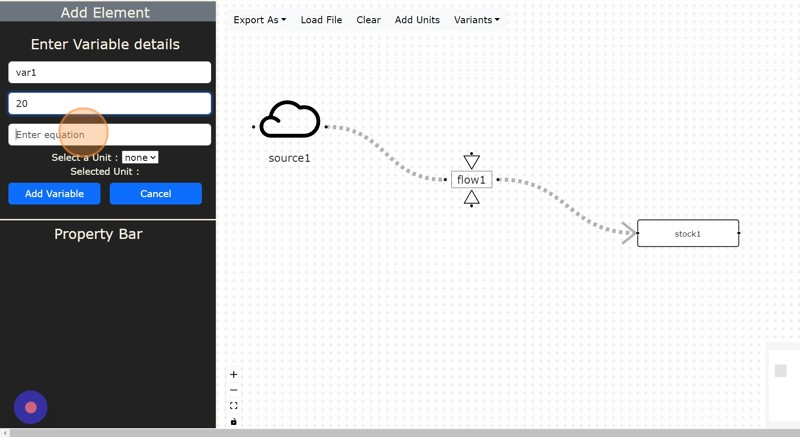 Add Element
Export As Load File Clear Add Units Variants
Enter Variable details
var1
20
Enter equation
Select a Unit : none
Selected Unit :
Add Variable Cancel
Property Bar
source1
flow1
stock1